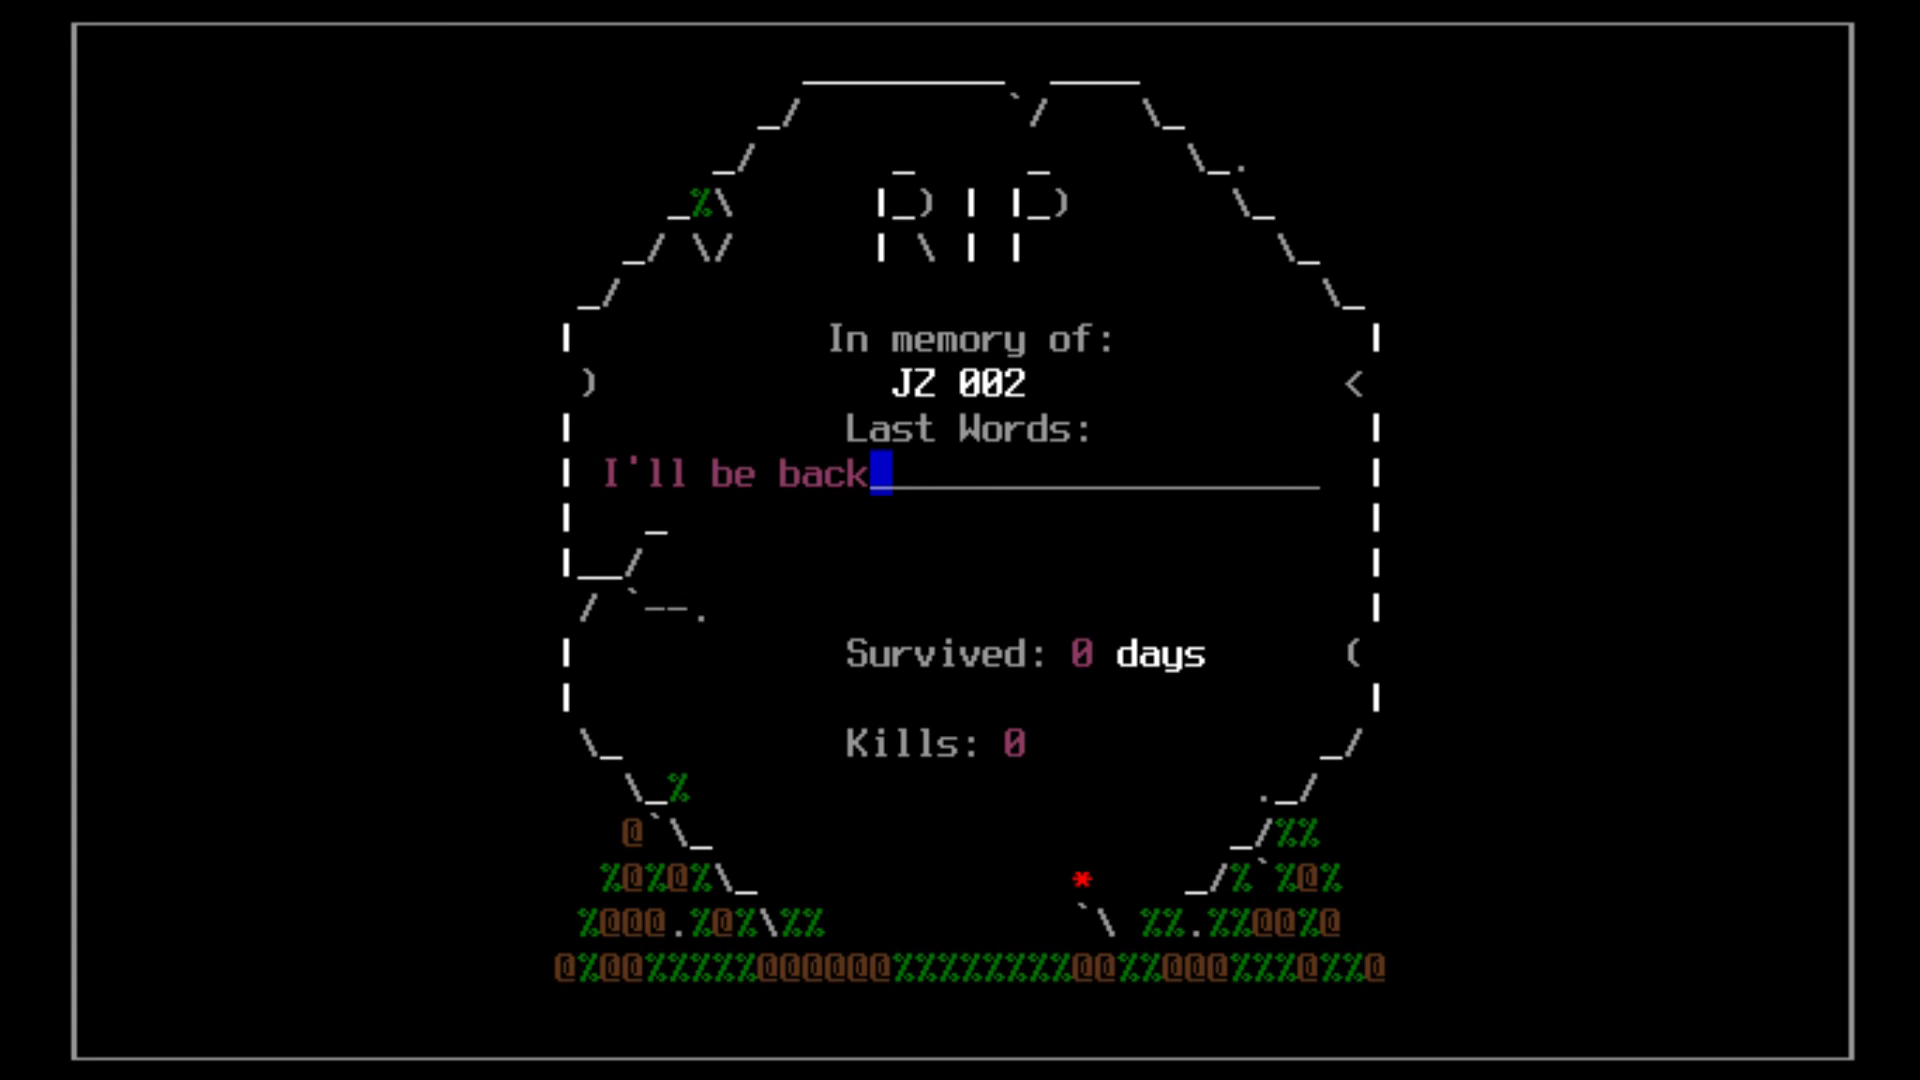 RIP
In memory of:
JZ 002
Last Words:
I'll be back
Survived: 0 days
Kills: 0